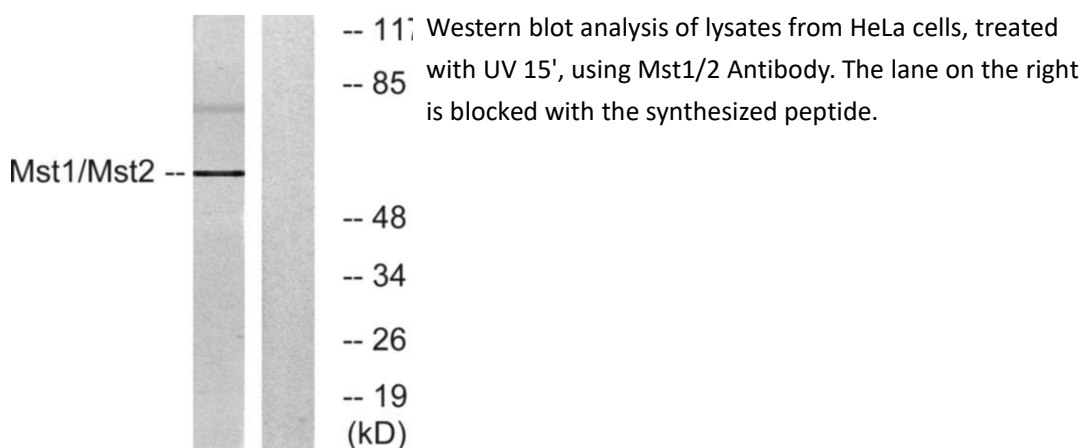 -- 117
Western blot analysis of lysates from HeLa cells, treated
with UV 15', using Mst1/2 Antibody. The lane on the right
is blocked with the synthesized peptide.
-- 85
Mst1/Mst2 --
-- 48
-- 34
-- 26
-- 19
(kD)